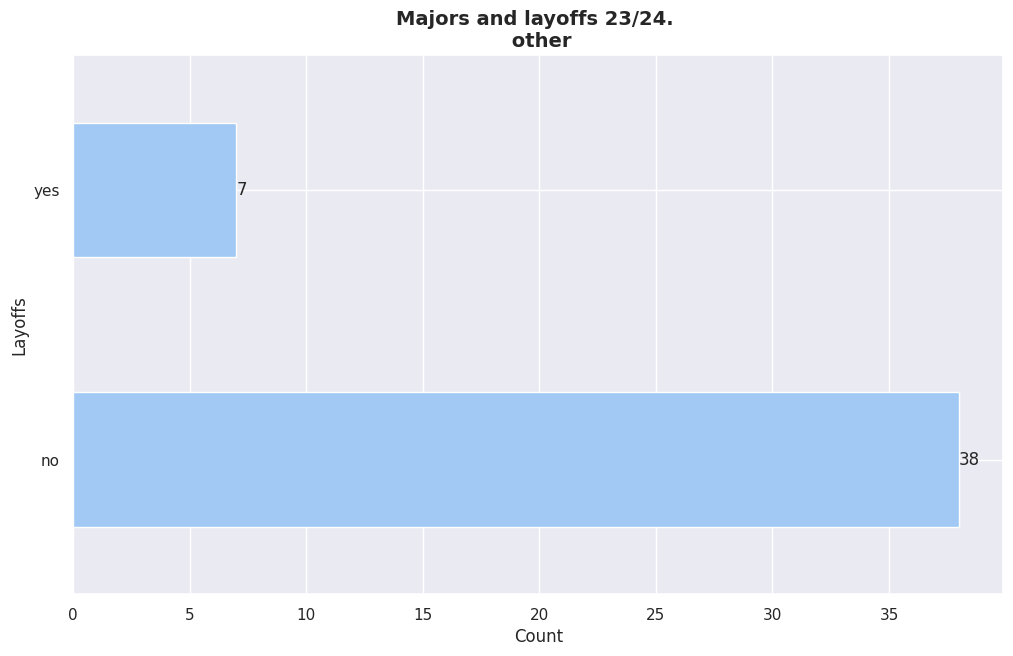 Majors and layoffs 23/24.
other
yes
7
Layoffs
no
38
0 5 10 15 20 25 30 35
Count